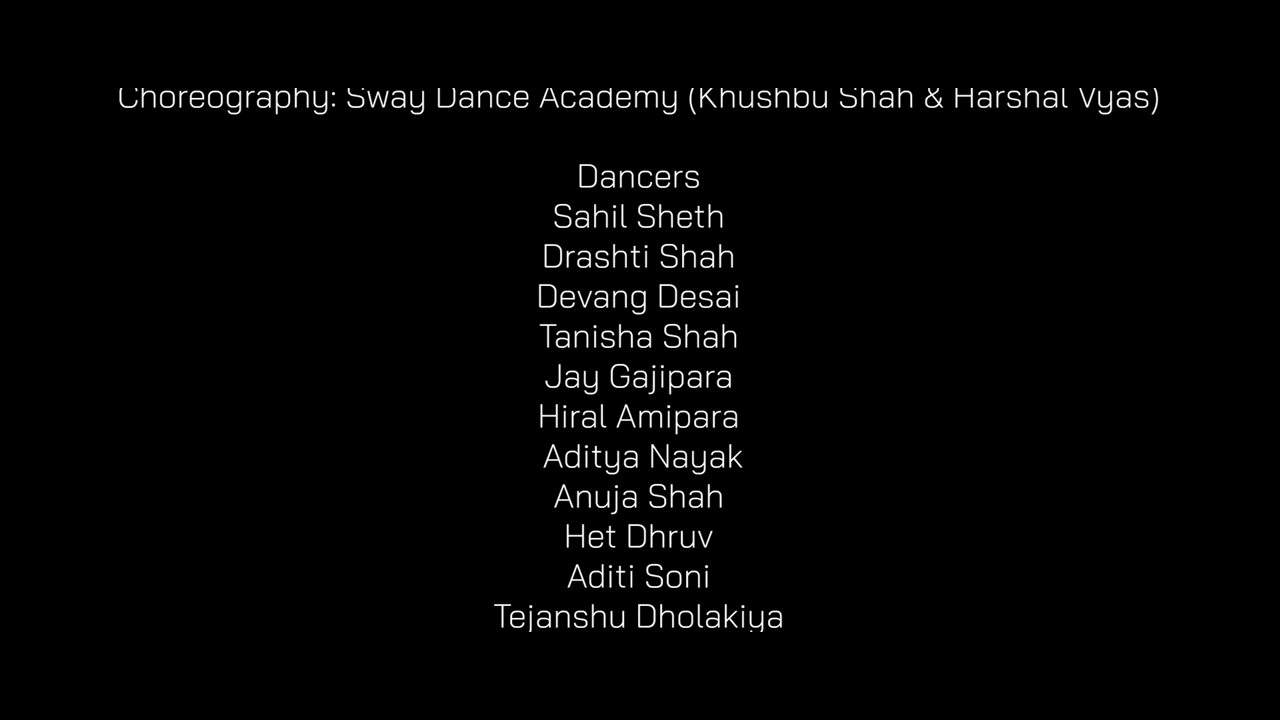 Choreography: Sway Dance Academy (Khushbu Shah & Harshal Vyas)
Dancers
Sahil Sheth
Drashti Shah
Devang Desai
Tanisha Shah
Jay Gajipara
Hiral Amipara
Aditya Nayak
Anuja Shah
Het Dhruv
Aditi Soni
Tejanshu Dholakiya